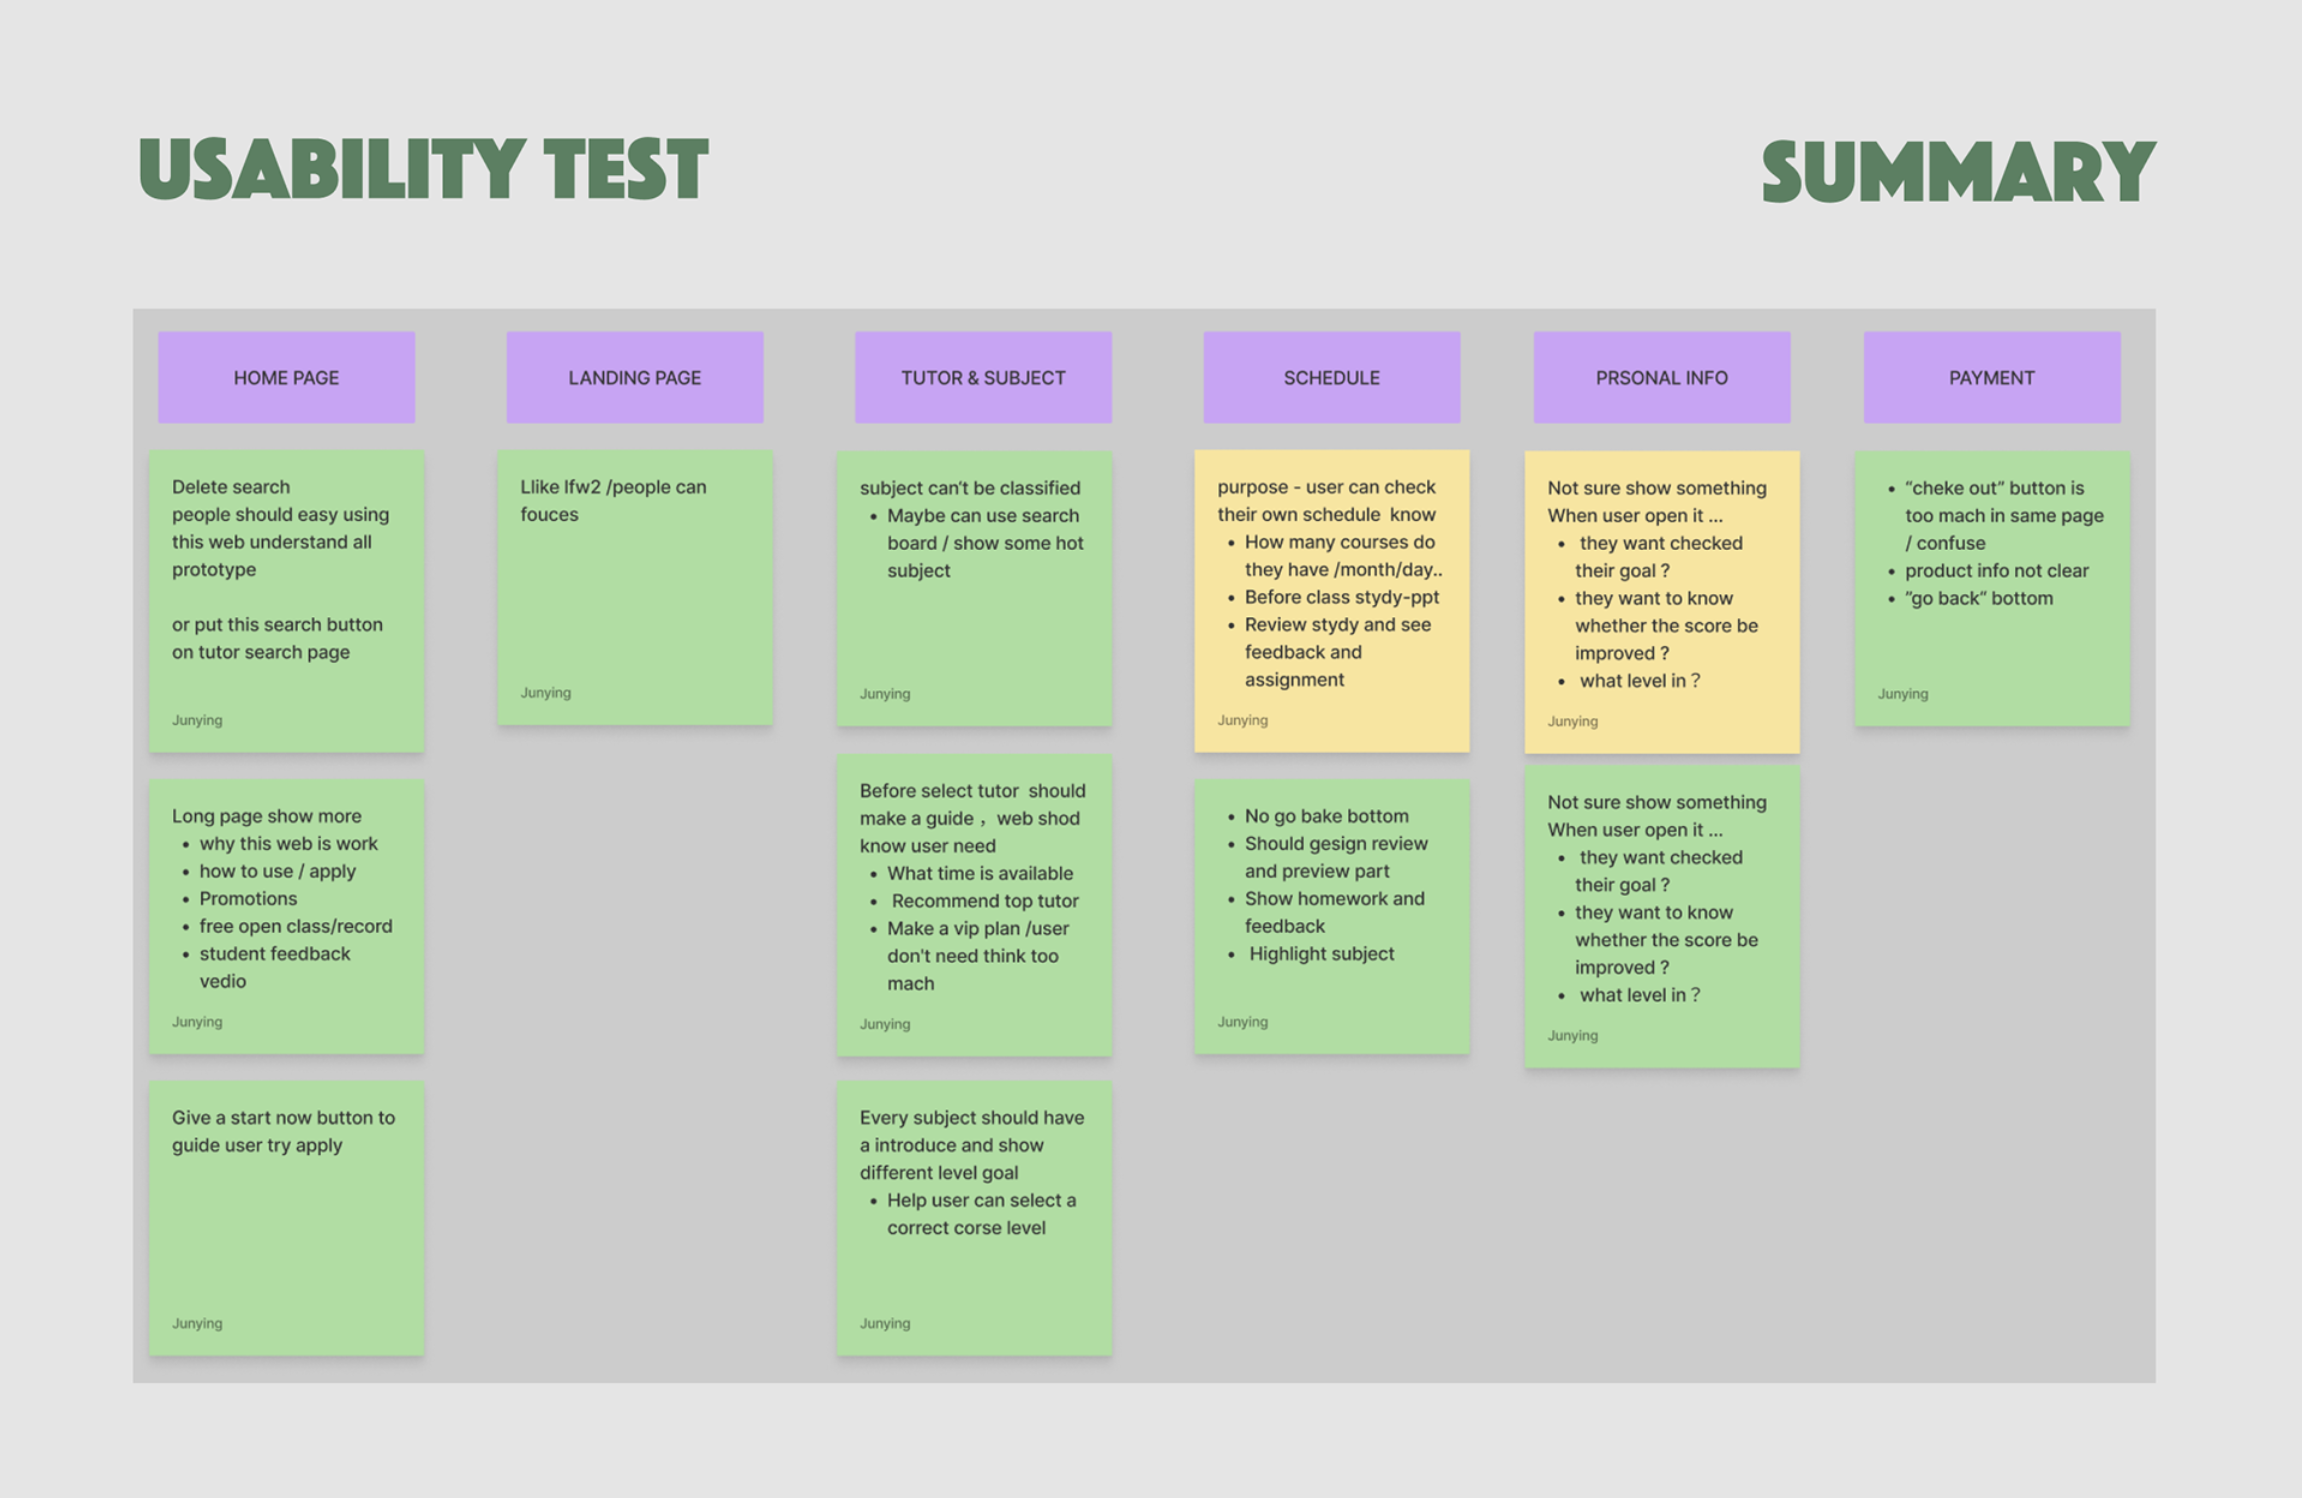 USABILITY TEST
SUMMARY
HOME PAGE
Delete search
people should easy using
this web understand all
prototype
or put this search button
on tutor search page
Junying
Long page show more
• why this web is work
• how to use / apply
• Promotions
• free open class/record
• student feedback
vedio
Junying
Give a start now button to
guide user try apply
Junying
LANDING PAGE
Llike lfw2 /people can
fouces
Junying
TUTOR & SUBJECT
subject can't be classified
• Maybe can use search
board / show some hot
subject
Junying
Before select tutor should
make a guide ，web shod
know user need
• What time is available
• Recommend top tutor
• Make a vip plan /user
don't need think too
mach
Junying
Every subject should have
a introduce and show
different level goal
• Help user can select a
correct corse level
Junying
SCHEDULE
purpose - user can check
their own schedule know
• How many courses do
they have /month/day..
• Before class stydy-ppt
• Review stydy and see
feedback and
assignment
Junying
• No go bake bottom
• Should gesign review
and preview part
• Show homework and
feedback
• Highlight subject
Junying
PRSONAL INFO
Not sure show something
When user open it ...
• they want checked
their goal ?
• they want to know
whether the score be
improved ?
• what level in ？
Junying
Not sure show something
When user open it ...
• they want checked
their goal ?
• they want to know
whether the score be
improved ?
• what level in ？
Junying
PAYMENT
• “cheke out” button is
too mach in same page
/ confuse
• product info not clear
• “go back“ bottom
Junying